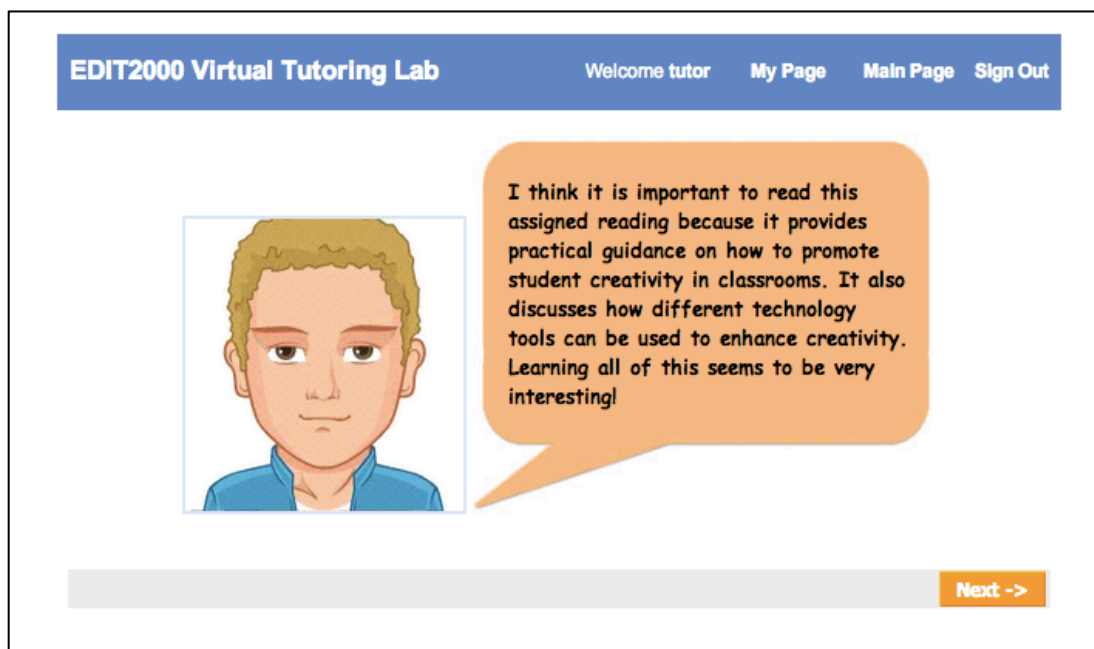 EDIT2000 Virtual Tutoring Lab Welcome tutor My Page Main Page Sign Out
I think it is important to read this
assigned reading because it provides
practical guidance on how to promote
student creativity in classrooms. It also
discusses how different technology
tools can be used to enhance creativity.
Learning all of this seems to be very
interesting!
Next ->